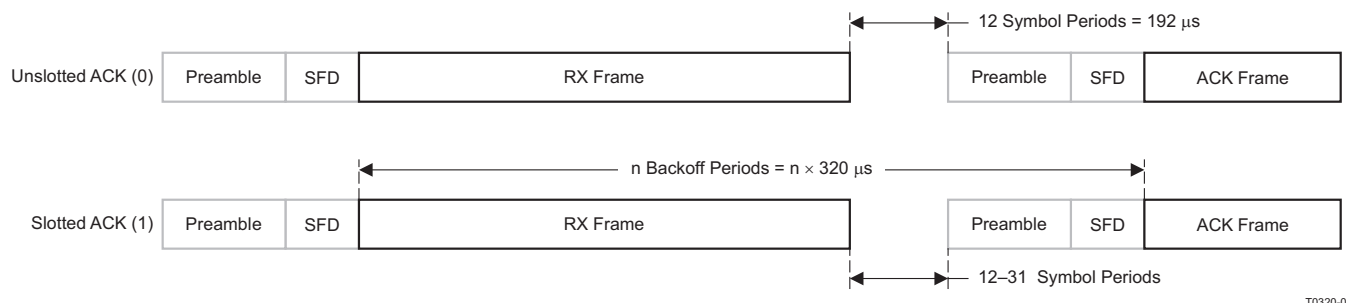 12 Symbol Periods = 192 μs
Unslotted ACK (0) Preamble SFD RX Frame Preamble SFD ACK Frame
n Backoff Periods = n × 320 μs
Slotted ACK (1) Preamble SFD RX Frame Preamble SFD ACK Frame
12–31 Symbol Periods